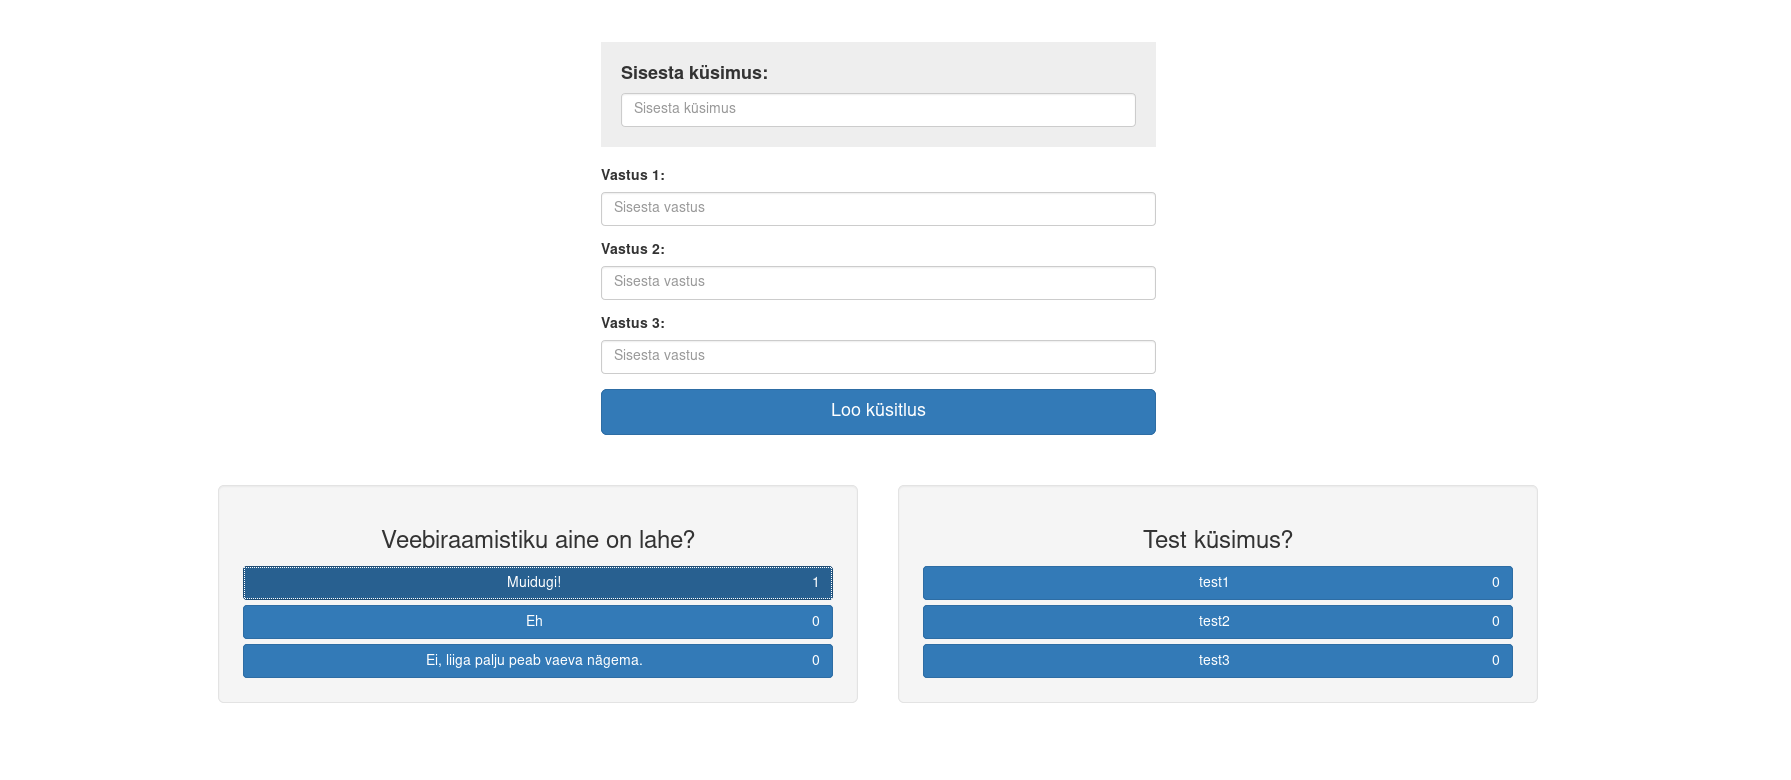 Sisesta küsimus:
Sisesta küsimus
Vastus 1:
Sisesta vastus
Vastus 2:
Sisesta vastus
Vastus 3:
Sisesta vastus
Loo küsitlus
Veebiraamistiku aine on lahe?
Muidugi! 1
Eh 0
Ei, liiga palju peab vaeva nägema. 0
Test küsimus?
test1 0
test2 0
test3 0